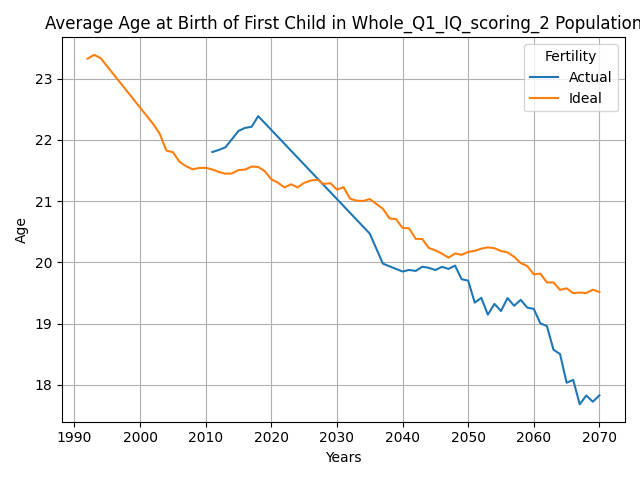 Average Age at Birth of First Child in Whole_Q1_IQ_scoring_2 Population
Fertility
Actual
Ideal
Age
23
22
21
20
19
18
1990 2000 2010 2020 2030 2040 2050 2060 2070
Years